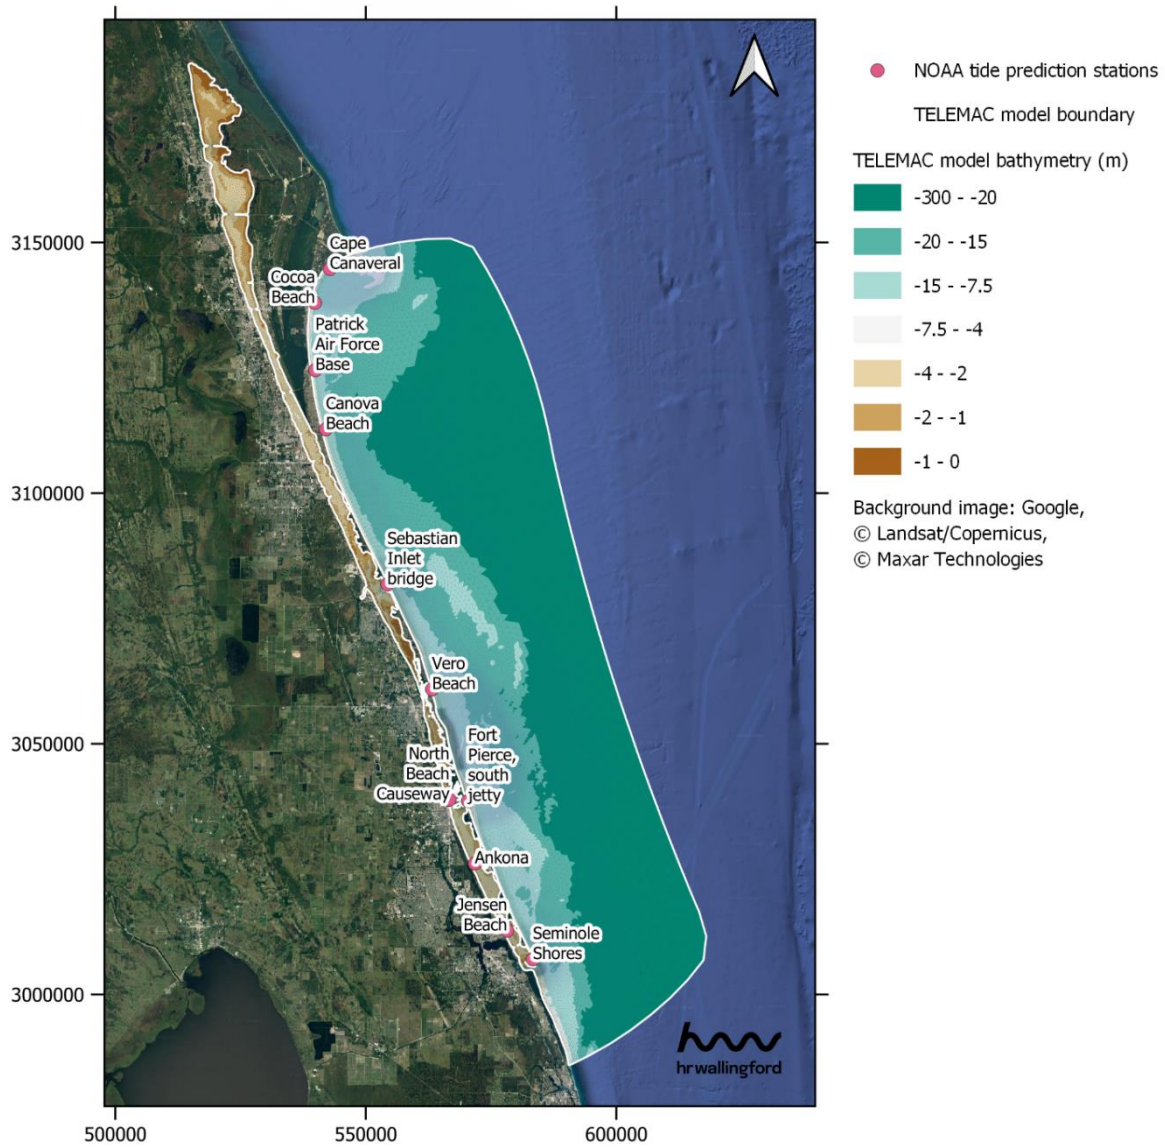 NOAA tide prediction stations
TELEMAC model boundary
TELEMAC model bathymetry (m)
-300 - -20
-20 - -15
-15 - -7.5
-7.5 - -4
-4 - -2
-2 - -1
-1 - 0
Background image: Google,
© Landsat/Copernicus,
© Maxar Technologies
3150000
3100000
3050000
3000000
500000
550000
600000
Cape
Canaveral
Cocoa
Beach
Patrick
Air Force
Base
Canova
Beach
Sebastian
Inlet
bridge
Vero
Beach
Fort
Pierce,
south
jetty
North
Beach
Causeway
Ankona
Jensen
Beach
Seminole
Shores
hrwallingford